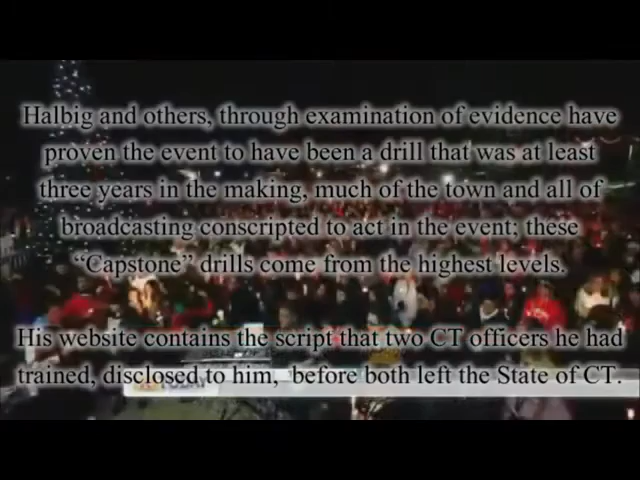 Halbig and others, through examination of evidence have
proven the event to have been a drill that was at least
three years in the making, much of the town and all of
broadcasting conscripted to act in the event; these
“Capstone” drills come from the highest levels.
His website contains the script that two CT officers he had
trained, disclosed to him, before both left the State of CT.